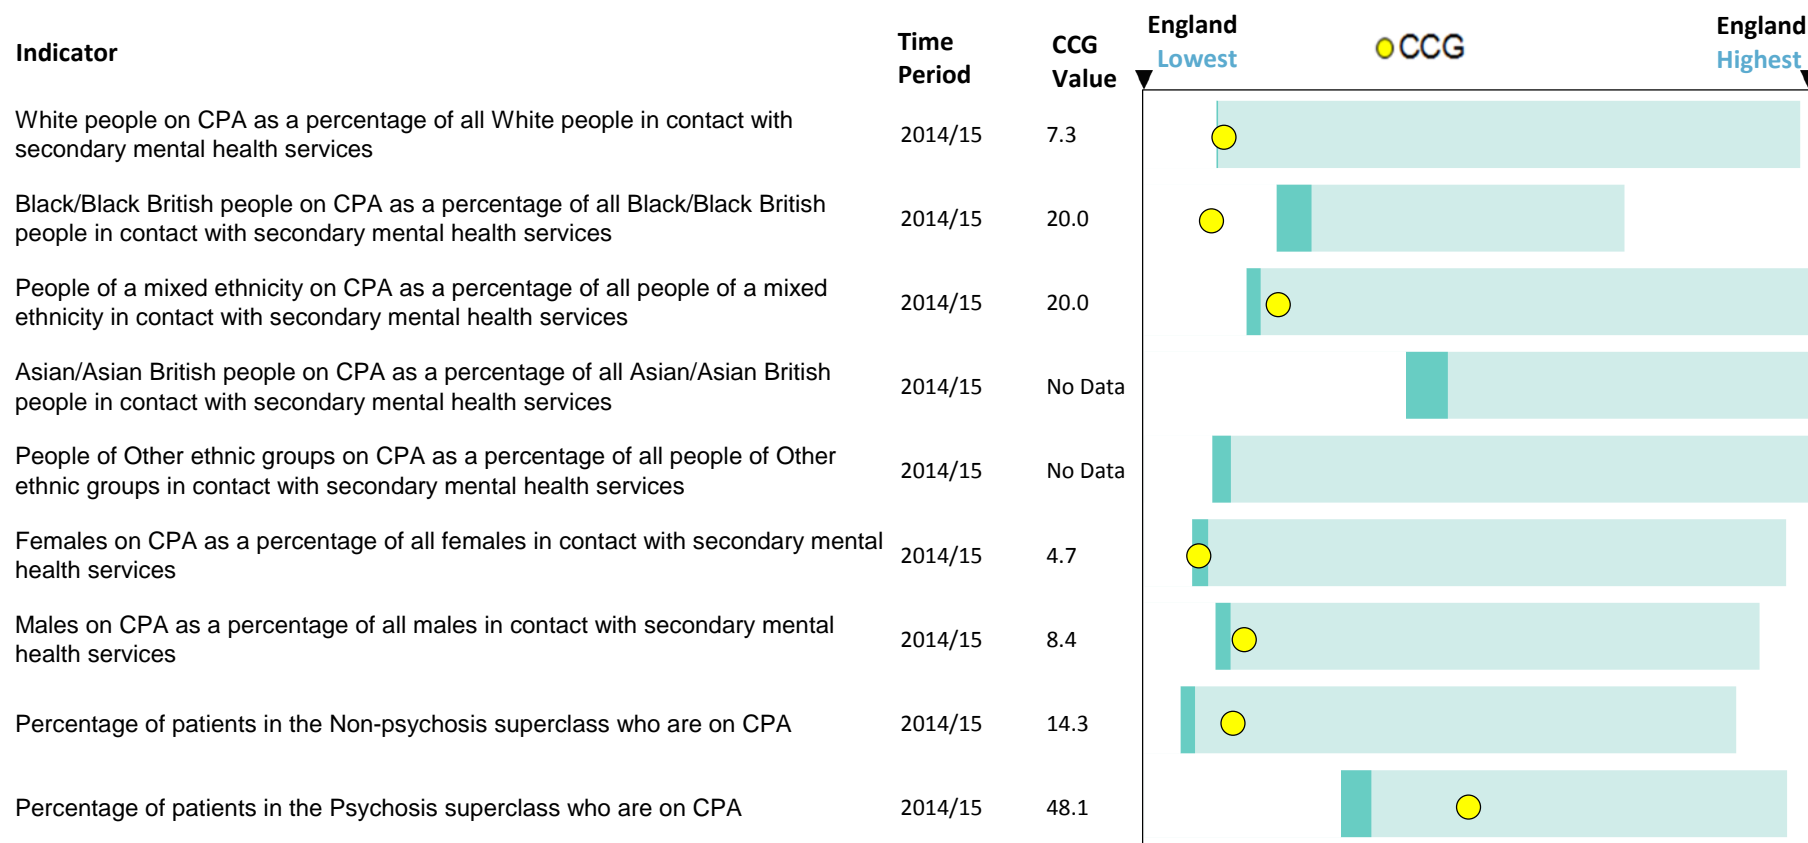 Indicator
Time
Period
CCG
Value
England
Lowest
CCG
England
Highest
White people on CPA as a percentage of all White people in contact with
secondary mental health services
2014/15
7.3
Black/Black British people on CPA as a percentage of all Black/Black British
people in contact with secondary mental health services
2014/15
20.0
People of a mixed ethnicity on CPA as a percentage of all people of a mixed
ethnicity in contact with secondary mental health services
2014/15
20.0
Asian/Asian British people on CPA as a percentage of all Asian/Asian British
people in contact with secondary mental health services
2014/15
No Data
People of Other ethnic groups on CPA as a percentage of all people of Other
ethnic groups in contact with secondary mental health services
2014/15
No Data
Females on CPA as a percentage of all females in contact with secondary mental
health services
2014/15
4.7
Males on CPA as a percentage of all males in contact with secondary mental
health services
2014/15
8.4
Percentage of patients in the Non-psychosis superclass who are on CPA
2014/15
14.3
Percentage of patients in the Psychosis superclass who are on CPA
2014/15
48.1